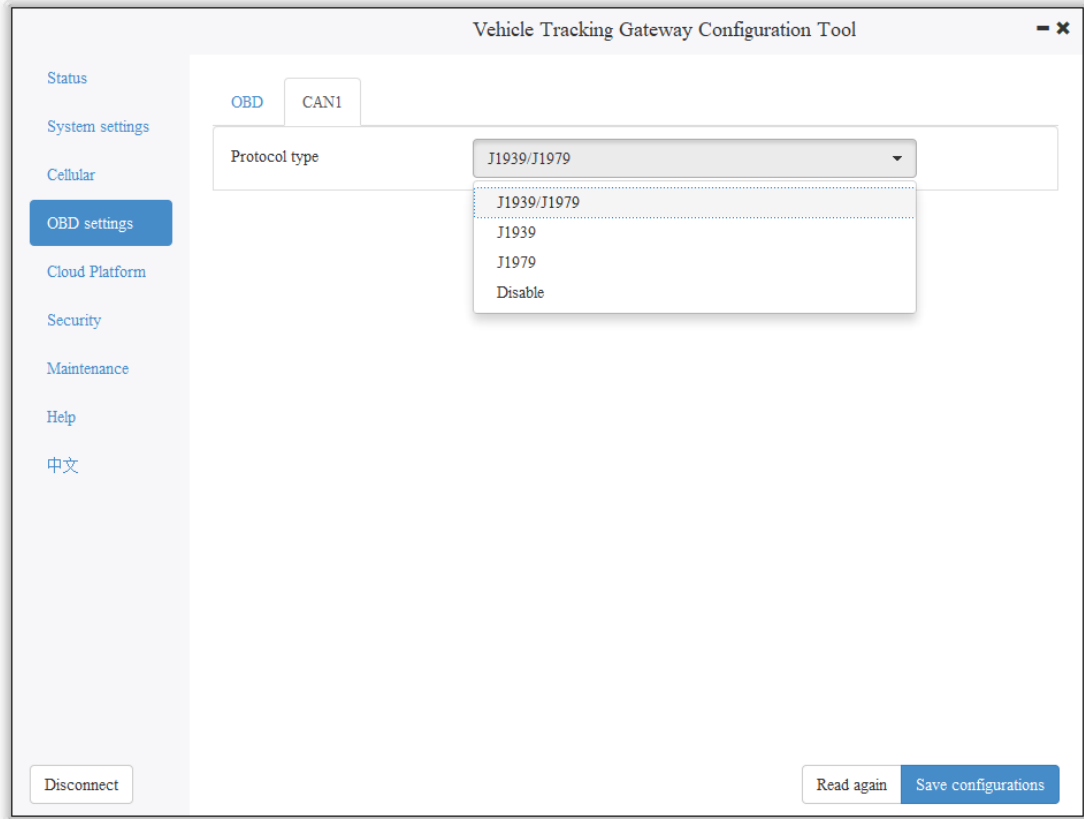 Vehicle Tracking Gateway Configuration Tool
Status
System settings
Cellular
OBD settings
Cloud Platform
Security
Maintenance
Help
中文
OBD CAN1
Protocol type J1939/J1979
J1939/J1979
J1939
J1979
Disable
Disconnect
Read again Save configurations